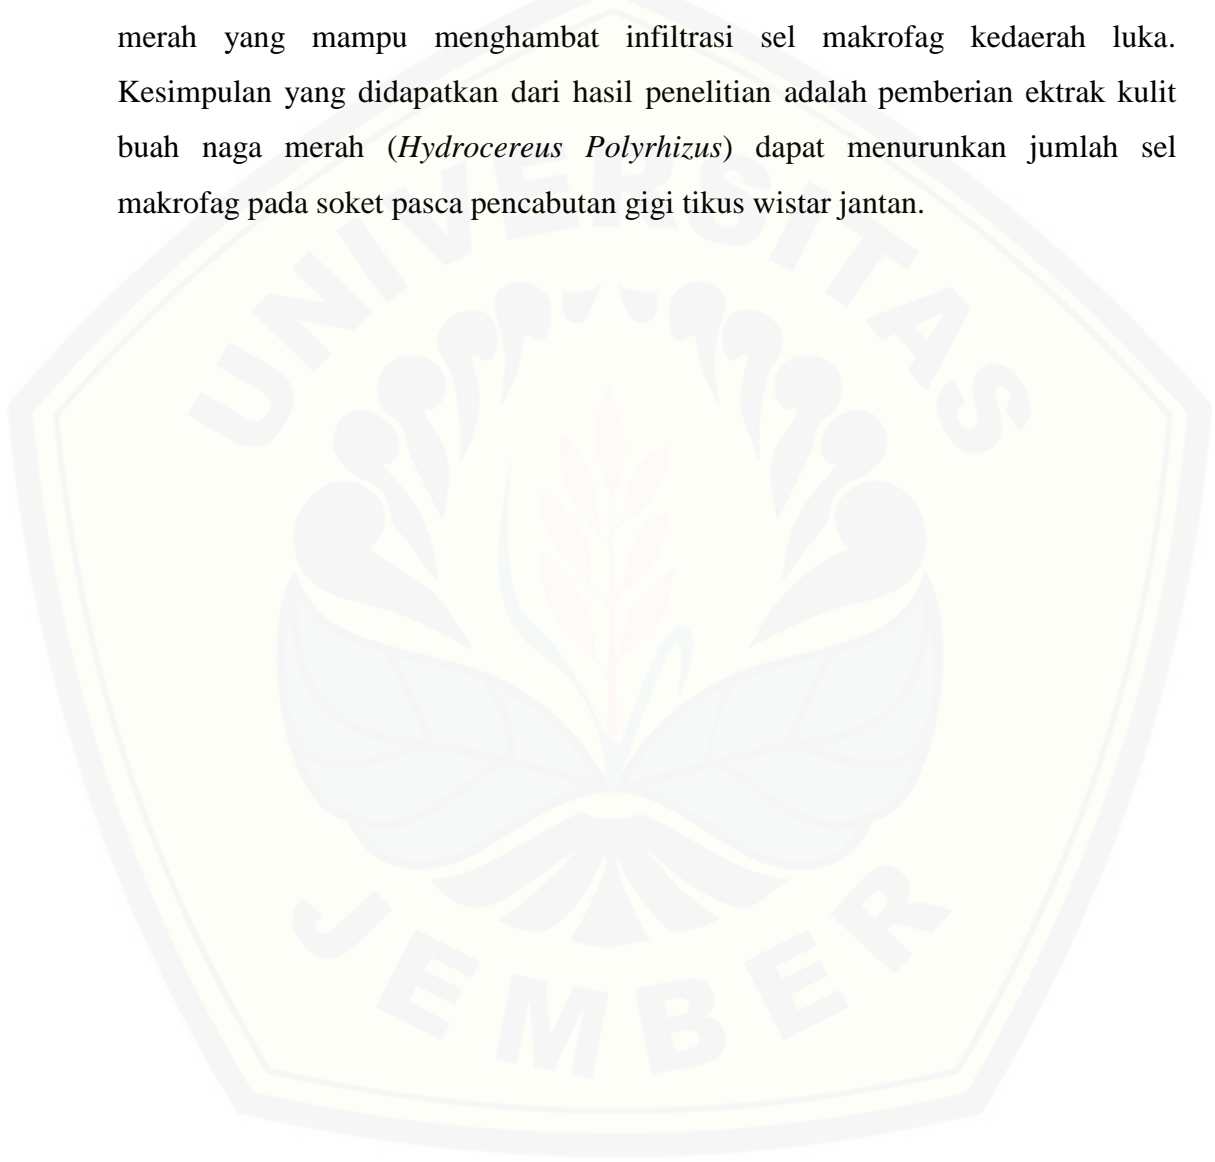 merah yang mampu menghambat infiltrasi sel makrofag kedaerah luka.
Kesimpulan yang didapatkan dari hasil penelitian adalah pemberian ektrak kulit
buah naga merah (Hydrocereus Polyrhizus) dapat menurunkan jumlah sel
makrofag pada soket pasca pencabutan gigi tikus wistar jantan.
UNIVERSITAS
JEMBER